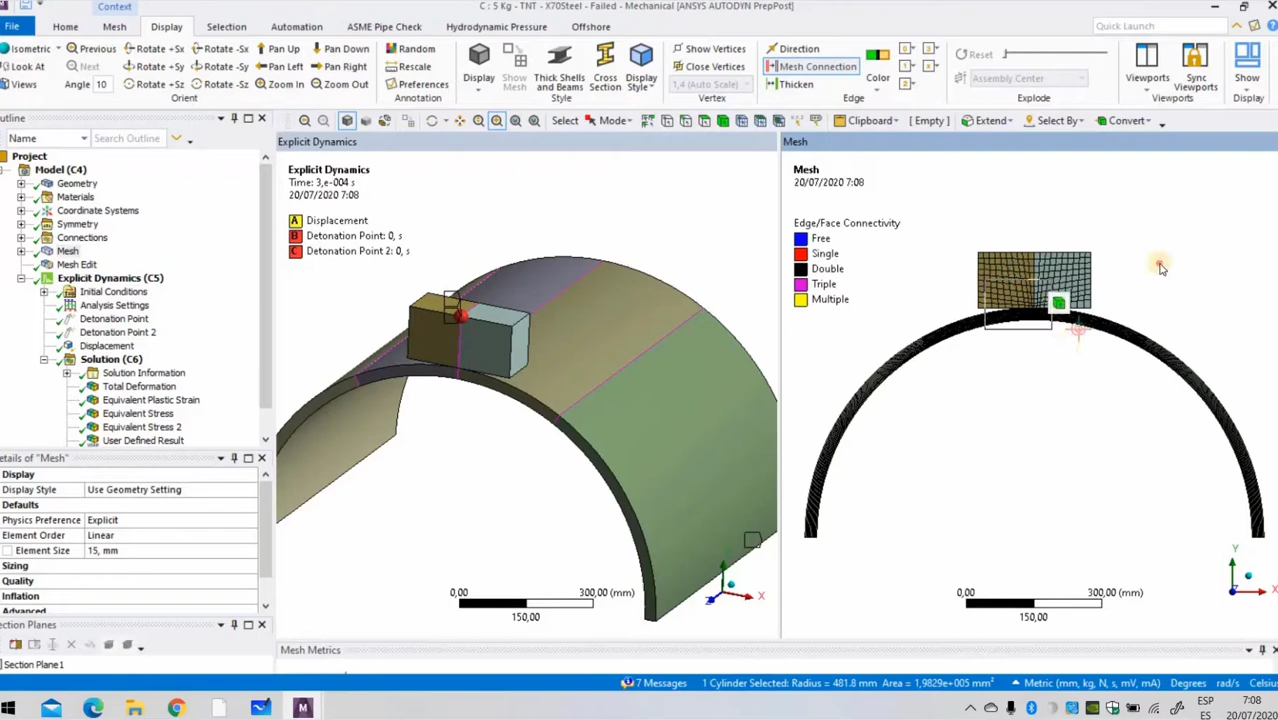 C : 5 Kg - TNT - X70Steel - Failed - Mechanical [ANSYS AUTODYN PrepPost]
Context
File Home Mesh Display Selection Automation ASME Pipe Check Hydrodynamic Pressure Offshore Quick Launch
Isometric Previous Rotate +Sx Rotate -Sx Pan Up Pan Down Random Show Vertices Direction Reset
Look At Next Rotate +Sy Rotate -Sy Pan Left Pan Right Rescale Close Vertices Mesh Connection Assembly Center
Views Angle 10 Rotate +Sz Rotate -Sz Zoom In Zoom Out Preferences 1,4 (Auto Scale) Thicken
Display Show Mesh Thick Shells and Beams Cross Section Display Style Color Viewports Sync Viewports Show
Orient Annotation Style Vertex Edge Explode Viewports Display
Select Mode Clipboard [ Empty ] Extend Select By Convert
utline
Name Search Outline
Project
Model (C4)
Geometry
Materials
Coordinate Systems
Symmetry
Connections
Mesh
Mesh Edit
Explicit Dynamics (C5)
Initial Conditions
Analysis Settings
Detonation Point
Detonation Point 2
Displacement
Solution (C6)
Solution Information
Total Deformation
Equivalent Plastic Strain
Equivalent Stress
Equivalent Stress 2
User Defined Result
etails of "Mesh"
Display
Display Style Use Geometry Setting
Defaults
Physics Preference Explicit
Element Order Linear
Element Size 15, mm
Sizing
Quality
Inflation
Advanced
ection Planes
Section Plane1
Explicit Dynamics
Explicit Dynamics
Time: 3,e-004 s
20/07/2020 7:08
A Displacement
B Detonation Point: 0, s
C Detonation Point 2: 0, s
0,00 300,00 (mm)
150,00
X
Mesh
Mesh
20/07/2020 7:08
Edge/Face Connectivity
Free
Single
Double
Triple
Multiple
0,00 300,00 (mm)
150,00
Y
X
Mesh Metrics
7 Messages 1 Cylinder Selected: Radius = 481.8 mm Area = 1,9829e+005 mm² Metric (mm, kg, N, s, mV, mA) Degrees rad/s Celsiu
M
ESP
ES
7:08
20/07/2020